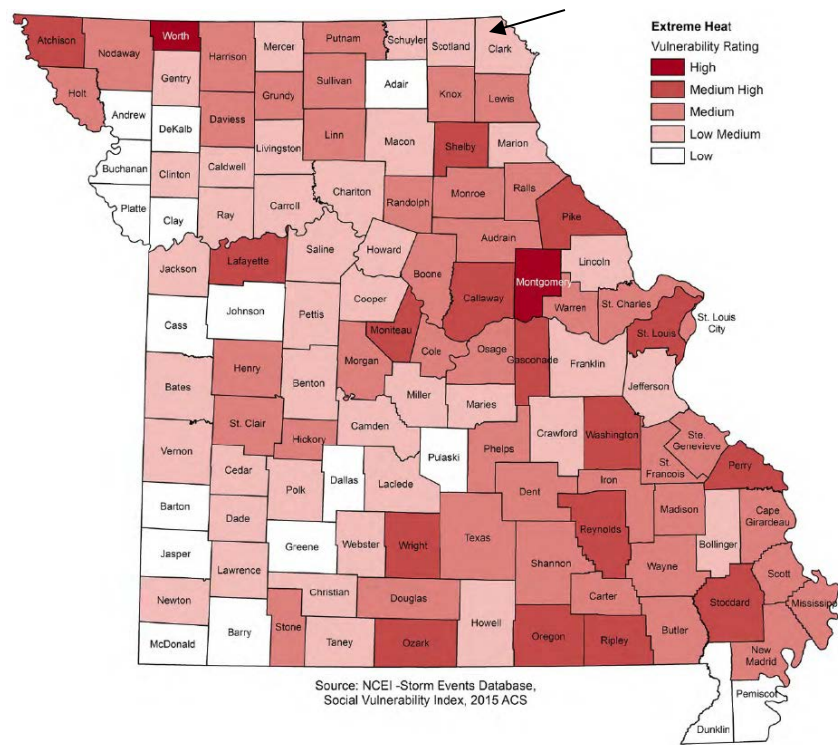 Extreme Heat
Vulnerability Rating
High
Medium High
Medium
Low Medium
Low
Atchison
Nodaway
Worth
Harrison
Mercer
Putnam
Schuyler
Scotland
Clark
Holt
Gentry
Sullivan
Adair
Knox
Lewis
Andrew
DeKalb
Daviess
Grundy
Linn
Macon
Shelby
Marion
Buchanan
Clinton
Caldwell
Livingston
Chariton
Randolph
Monroe
Ralls
Pike
Platte
Clay
Ray
Carroll
Saline
Howard
Boone
Audrain
Callaway
Montgomery
Lincoln
Jackson
Lafayette
Cooper
Moniteau
Cole
Osage
Gasconade
Warren
St. Charles
St. Louis
St. Louis
City
Cass
Johnson
Pettis
Morgan
Miller
Maries
Franklin
Jefferson
Bates
Henry
Benton
Camden
Pulaski
Phelps
Crawford
Washington
Ste.
Genevieve
St
Francois
Perry
Vernon
St. Clair
Hickory
Cedar
Polk
Dallas
Laclede
Dent
Iron
Madison
Cape
Girardeau
Barton
Dade
Greene
Webster
Wright
Texas
Shannon
Reynolds
Wayne
Bollinger
Scott
Mississippi
Jasper
Lawrence
Christian
Douglas
Howell
Carter
Butler
Stoddard
New
Madrid
Newton
McDonald
Barry
Stone
Taney
Ozark
Oregon
Ripley
Dunklin
Pemiscot
Source: NCEI -Storm Events Database,
Social Vulnerability Index, 2015 ACS